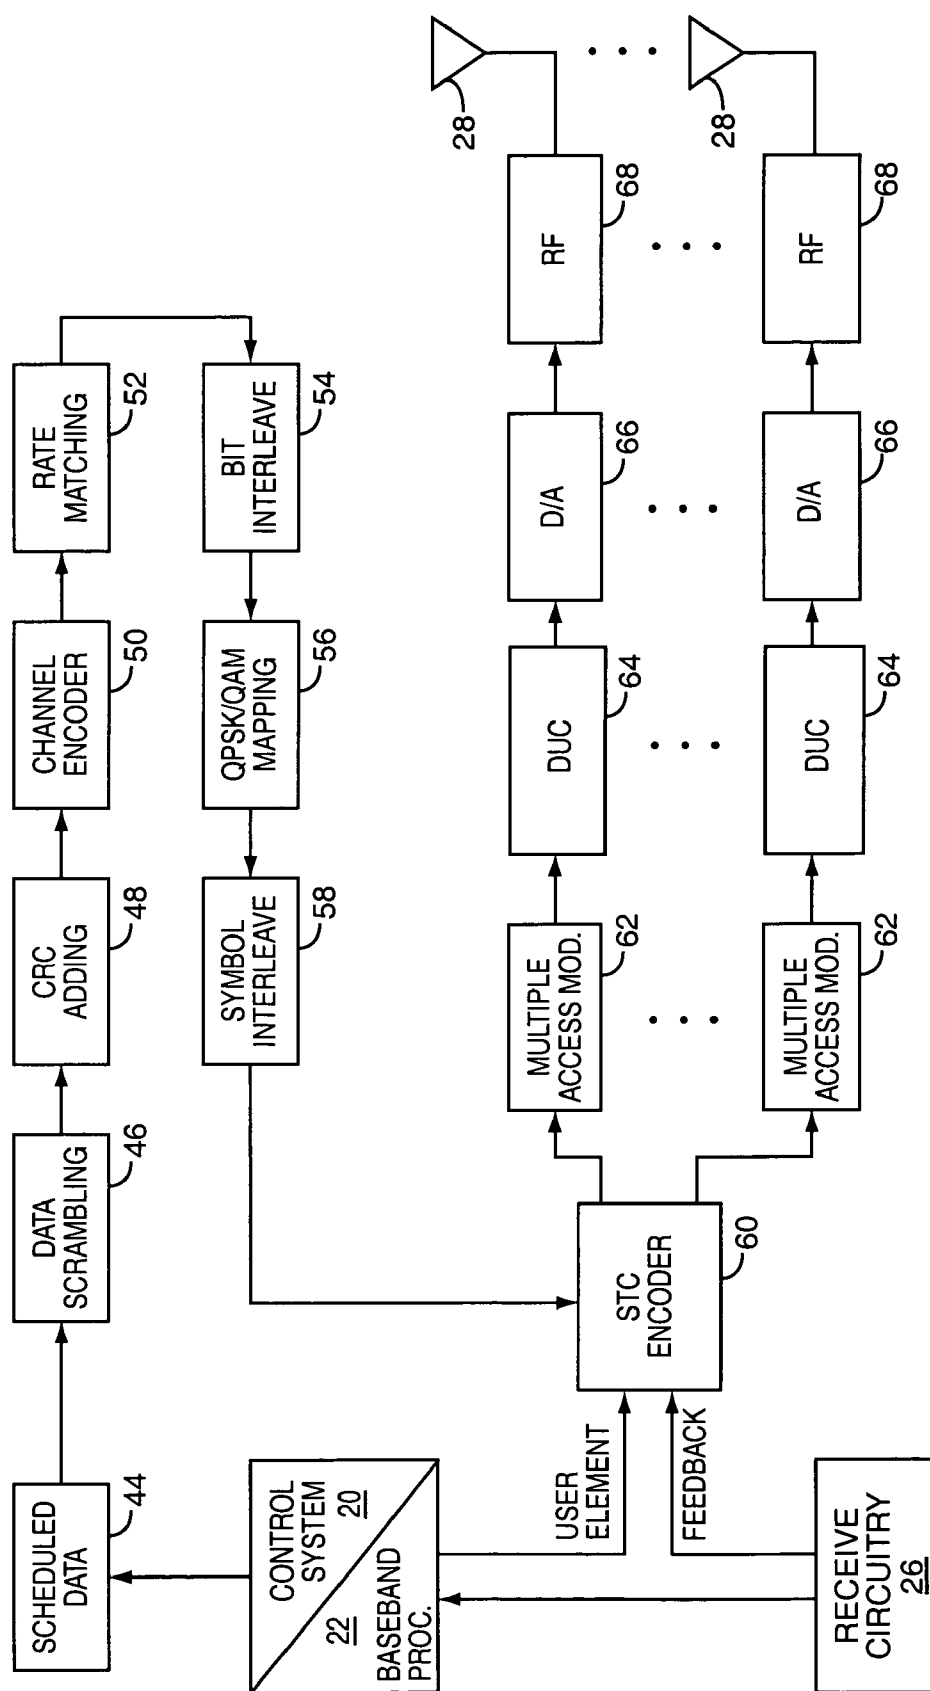 SCHEDULED
DATA
44
DATA
SCRAMBLING
46
CRC
ADDING
48
CHANNEL
ENCODER
50
RATE
MATCHING
52
CONTROL
SYSTEM
20
22
BASEBAND
PROC.
SYMBOL
INTERLEAVE
58
QPSK/QAM
MAPPING
56
BIT
INTERLEAVE
54
USER
ELEMENT
FEEDBACK
STC
ENCODER
60
MULTIPLE
ACCESS MOD.
62
DUC
64
D/A
66
RF
68
28
RECEIVE
CIRCUITRY
26
MULTIPLE
ACCESS MOD.
62
DUC
64
D/A
66
RF
68
28